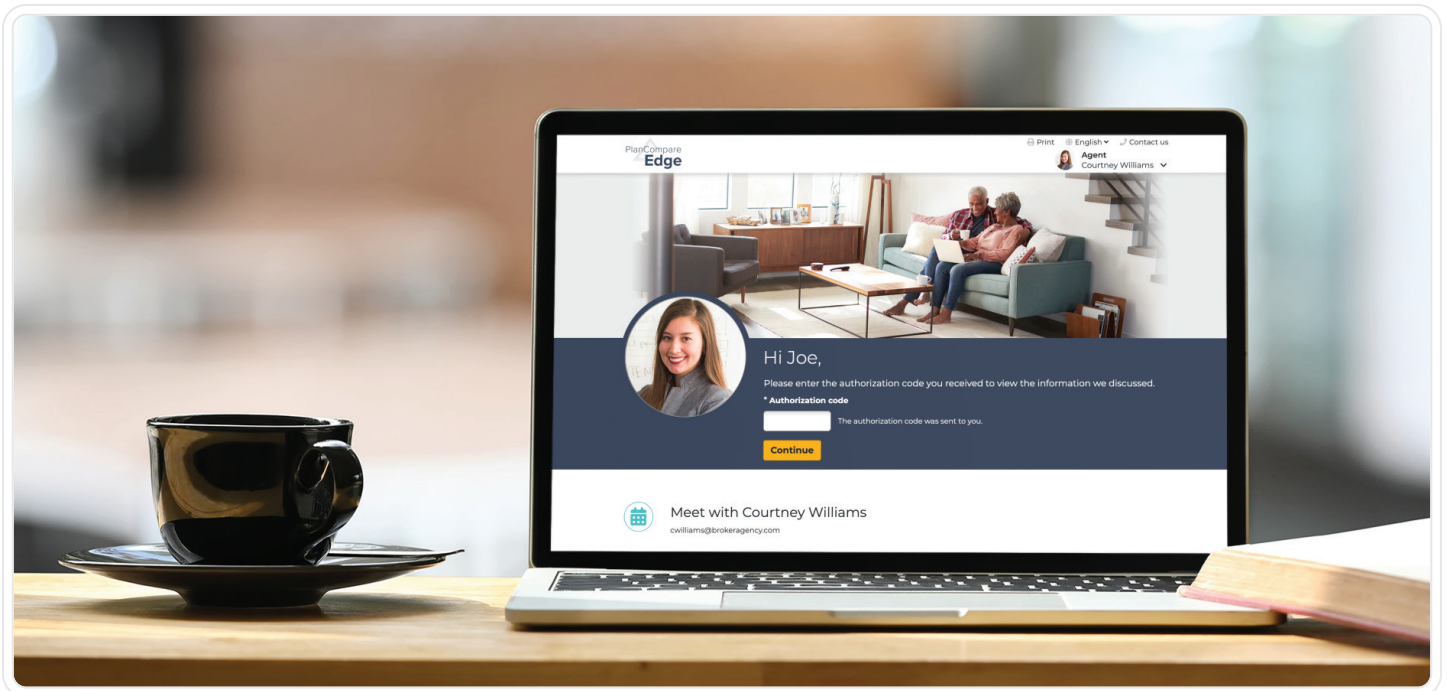 PlanCompare
Edge
Print English Contact us
Agent
Courtney Williams
Hi Joe,
Please enter the authorization code you received to view the information we discussed.
* Authorization code
The authorization code was sent to you.
Continue
Meet with Courtney Williams
cwilliams@brokeragency.com